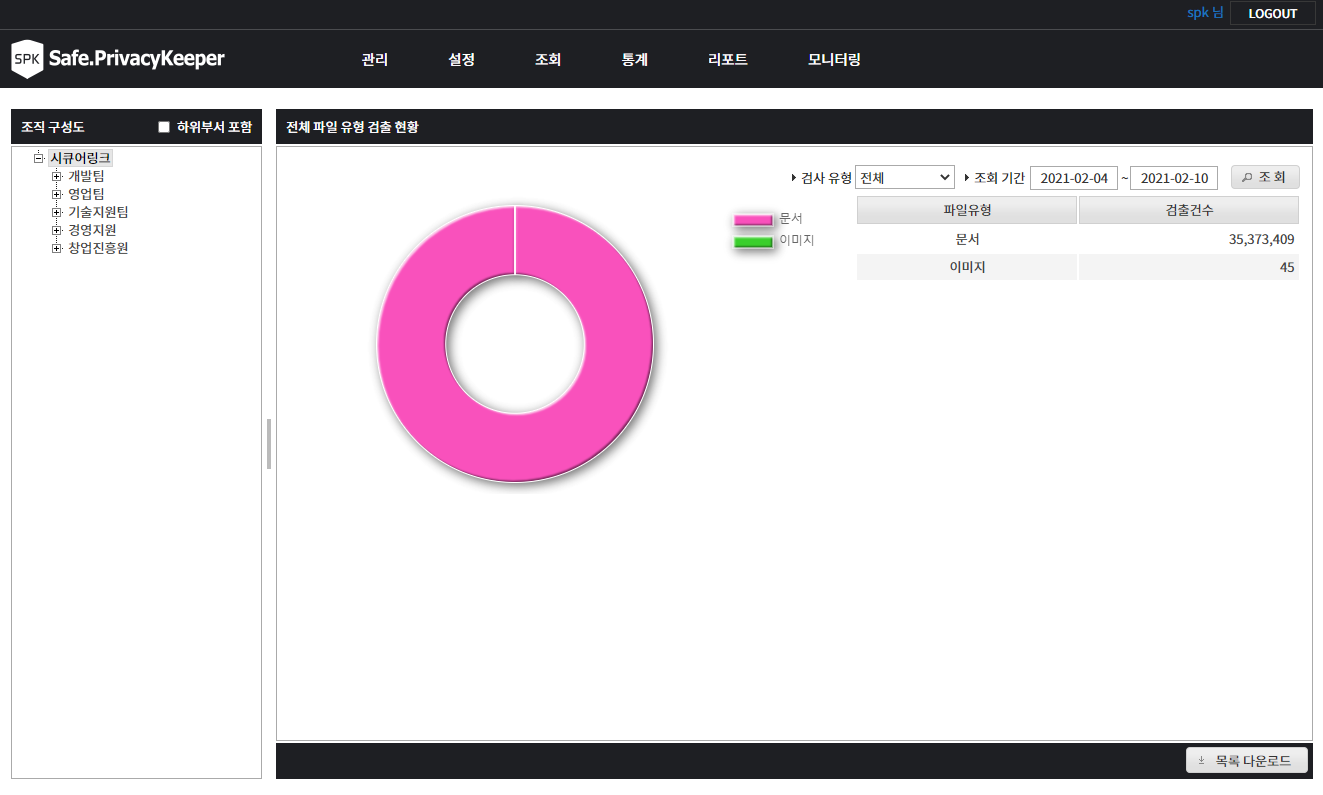 spk 님 LOGOUT
SPK Safe.PrivacyKeeper 관리 설정 조회 통계 리포트 모니터링
조직 구성도 하위부서 포함
시큐어링크
개발팀
영업팀
기술지원팀
경영지원
창업진흥원
전체 파일 유형 검출 현황
검사 유형 전체 조회 기간 2021-02-04 ~ 2021-02-10 조 회
문서
이미지
파일유형 검출건수
문서 35,373,409
이미지 45
목록 다운로드